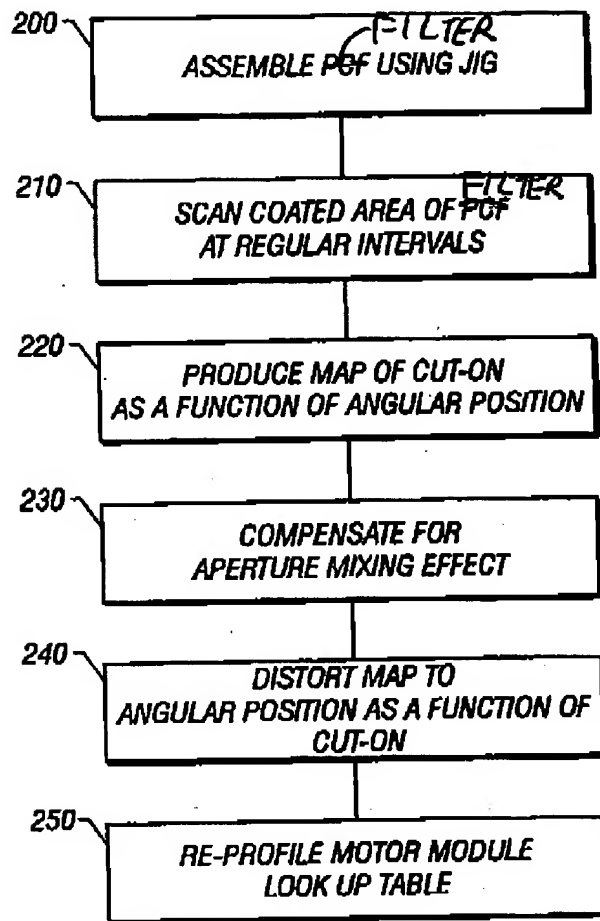 200
FILTER
ASSEMBLE PCF USING JIG
210
FILTER
SCAN COATED AREA OF PCF
AT REGULAR INTERVALS
220
PRODUCE MAP OF CUT-ON
AS A FUNCTION OF ANGULAR POSITION
230
COMPENSATE FOR
APERTURE MIXING EFFECT
240
DISTORT MAP TO
ANGULAR POSITION AS A FUNCTION OF
CUT-ON
250
RE-PROFILE MOTOR MODULE
LOOK UP TABLE